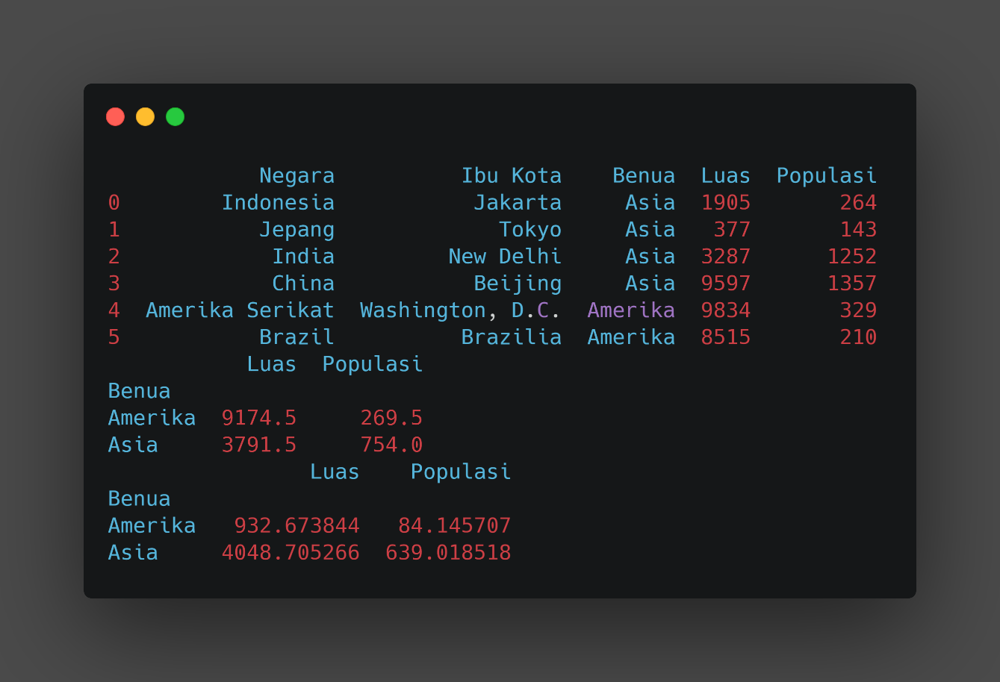 Negara Ibu Kota Benua Luas Populasi
0 Indonesia Jakarta Asia 1905 264
1 Jepang Tokyo Asia 377 143
2 India New Delhi Asia 3287 1252
3 China Beijing Asia 9597 1357
4 Amerika Serikat Washington, D.C. Amerika 9834 329
5 Brazil Brazilia Amerika 8515 210
Luas Populasi
Benua
Amerika 9174.5 269.5
Asia 3791.5 754.0
Luas Populasi
Benua
Amerika 932.673844 84.145707
Asia 4048.705266 639.018518